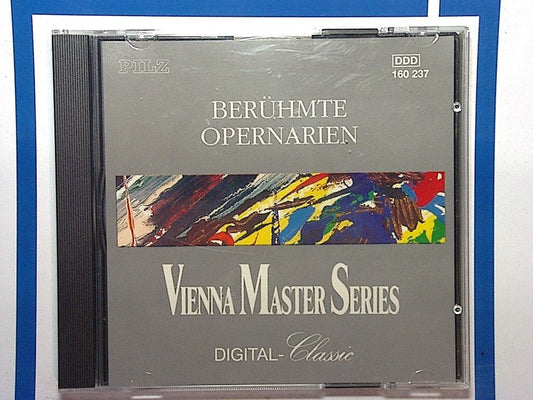 PILZ
DDD
160 237
BERÜHMTE
OPERNARIEN
VIENNA MASTER SERIES
DIGITAL-Classic